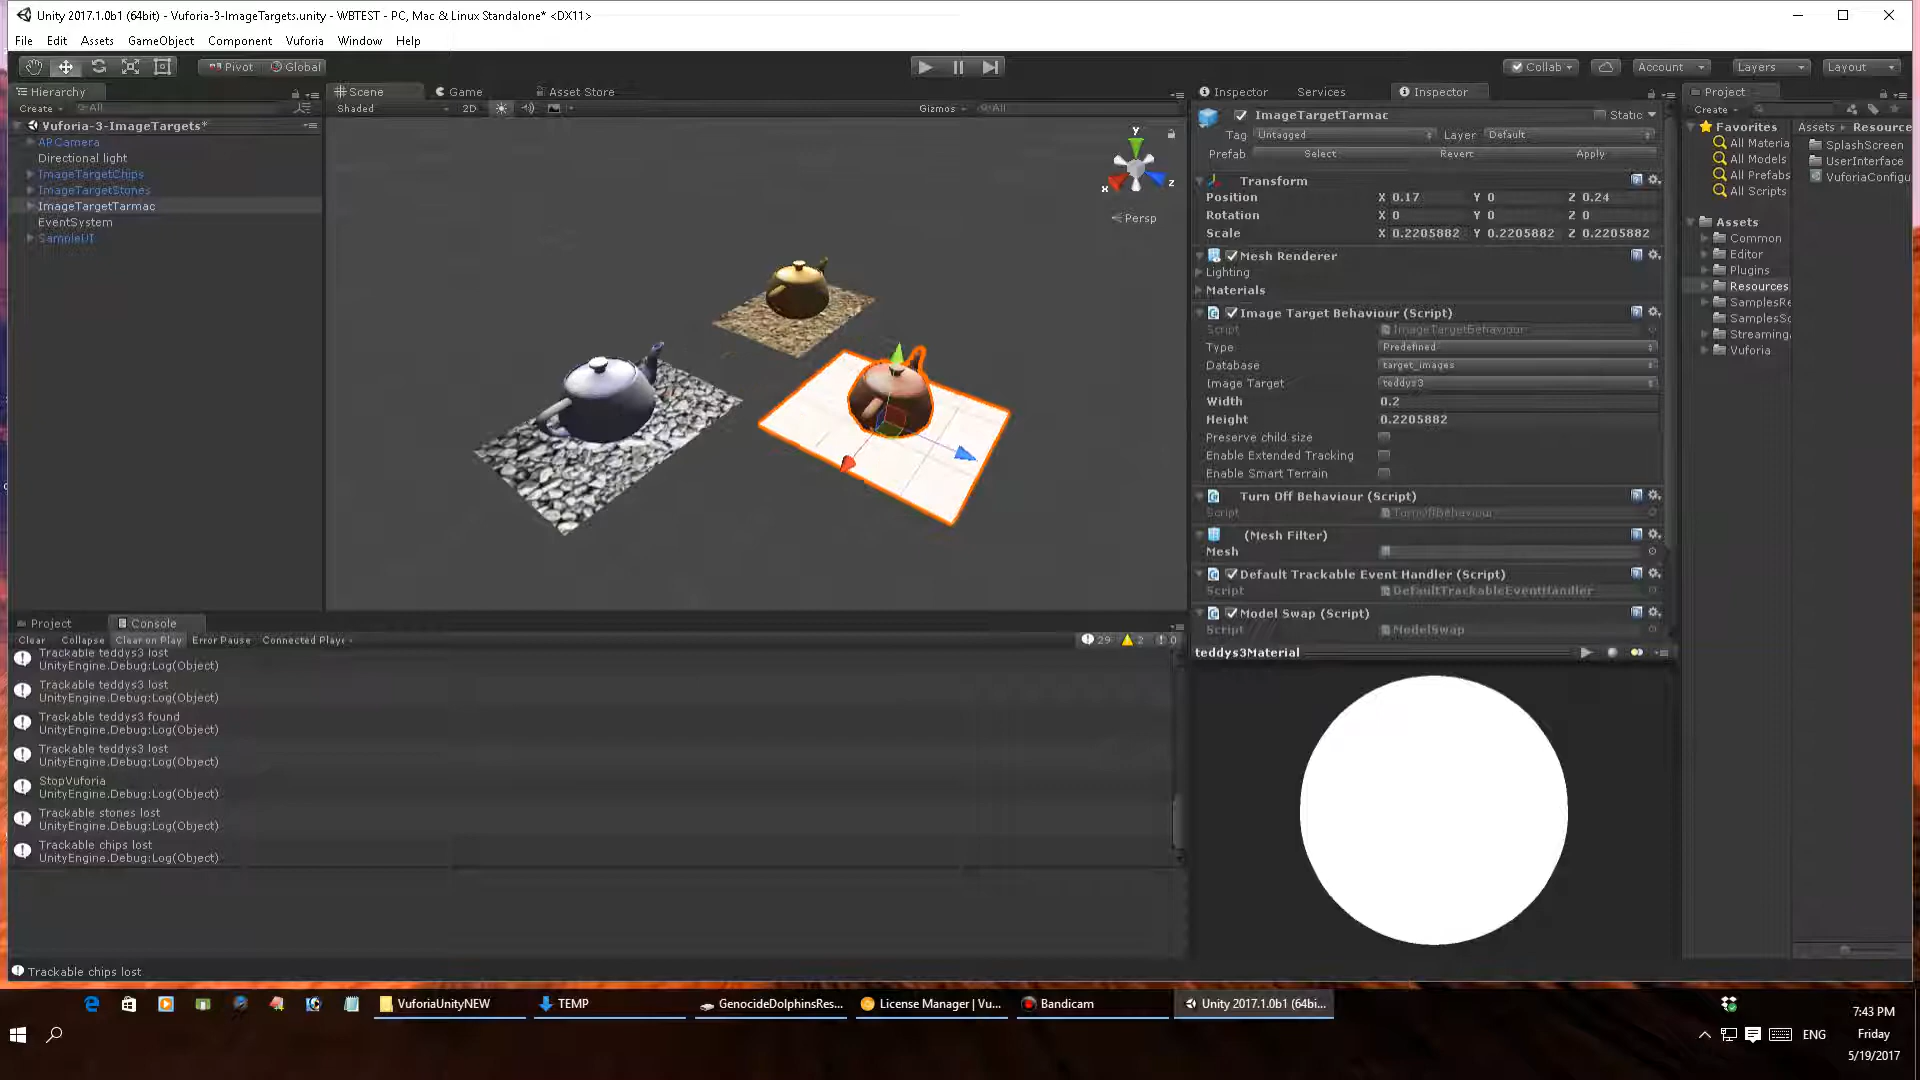 Unity 2017.1.0b1 (64bit) - Vuforia-3-ImageTargets.unity - WBTEST - PC, Mac & Linux Standalone* <DX11>
File Edit Assets GameObject Component Vuforia Window Help
Pivot Global
Collab Account Layers Layout
Hierarchy
Create All
Vuforia-3-ImageTargets*
ARCamera
Directional light
ImageTargetChips
ImageTargetStones
ImageTargetTarmac
EventSystem
SampleUI
Scene Game Asset Store
Shaded 2D Gizmos All
y
x
z
Persp
Inspector Services Inspector
ImageTargetTarmac Static
Tag Untagged Layer Default
Prefab Select Revert Apply
Transform
Position X 0.17 Y 0 Z 0.24
Rotation X 0 Y 0 Z 0
Scale X 0.2205882 Y 0.2205882 Z 0.2205882
Mesh Renderer
Lighting
Materials
Image Target Behaviour (Script)
Script ImageTargetBehaviour
Type Predefined
Database target_images
Image Target teddys3
Width 0.2
Height 0.2205882
Preserve child size
Enable Extended Tracking
Enable Smart Terrain
Turn Off Behaviour (Script)
Script TurnOffBehaviour
(Mesh Filter)
Mesh
Default Trackable Event Handler (Script)
Script DefaultTrackableEventHandler
Model Swap (Script)
Script ModelSwap
teddys3Material
Project
Create
Favorites
All Materia
All Models
All Prefabs
All Scripts
Assets
Common
Editor
Plugins
Resources
SamplesRe
SamplesSc
Streaming
Vuforia
Assets Resource
SplashScreen
UserInterface
VuforiaConfigu
Project Console
Clear Collapse Clear on Play Error Pause Connected Playe
29 2 0
Trackable teddys3 lost
UnityEngine.Debug:Log(Object)
Trackable teddys3 lost
UnityEngine.Debug:Log(Object)
Trackable teddys3 found
UnityEngine.Debug:Log(Object)
Trackable teddys3 lost
UnityEngine.Debug:Log(Object)
StopVuforia
UnityEngine.Debug:Log(Object)
Trackable stones lost
UnityEngine.Debug:Log(Object)
Trackable chips lost
UnityEngine.Debug:Log(Object)
Trackable chips lost
VuforiaUnityNEW TEMP GenocideDolphinsRes... License Manager | Vu... Bandicam Unity 2017.1.0b1 (64bi...
ENG
7:43 PM
Friday
5/19/2017